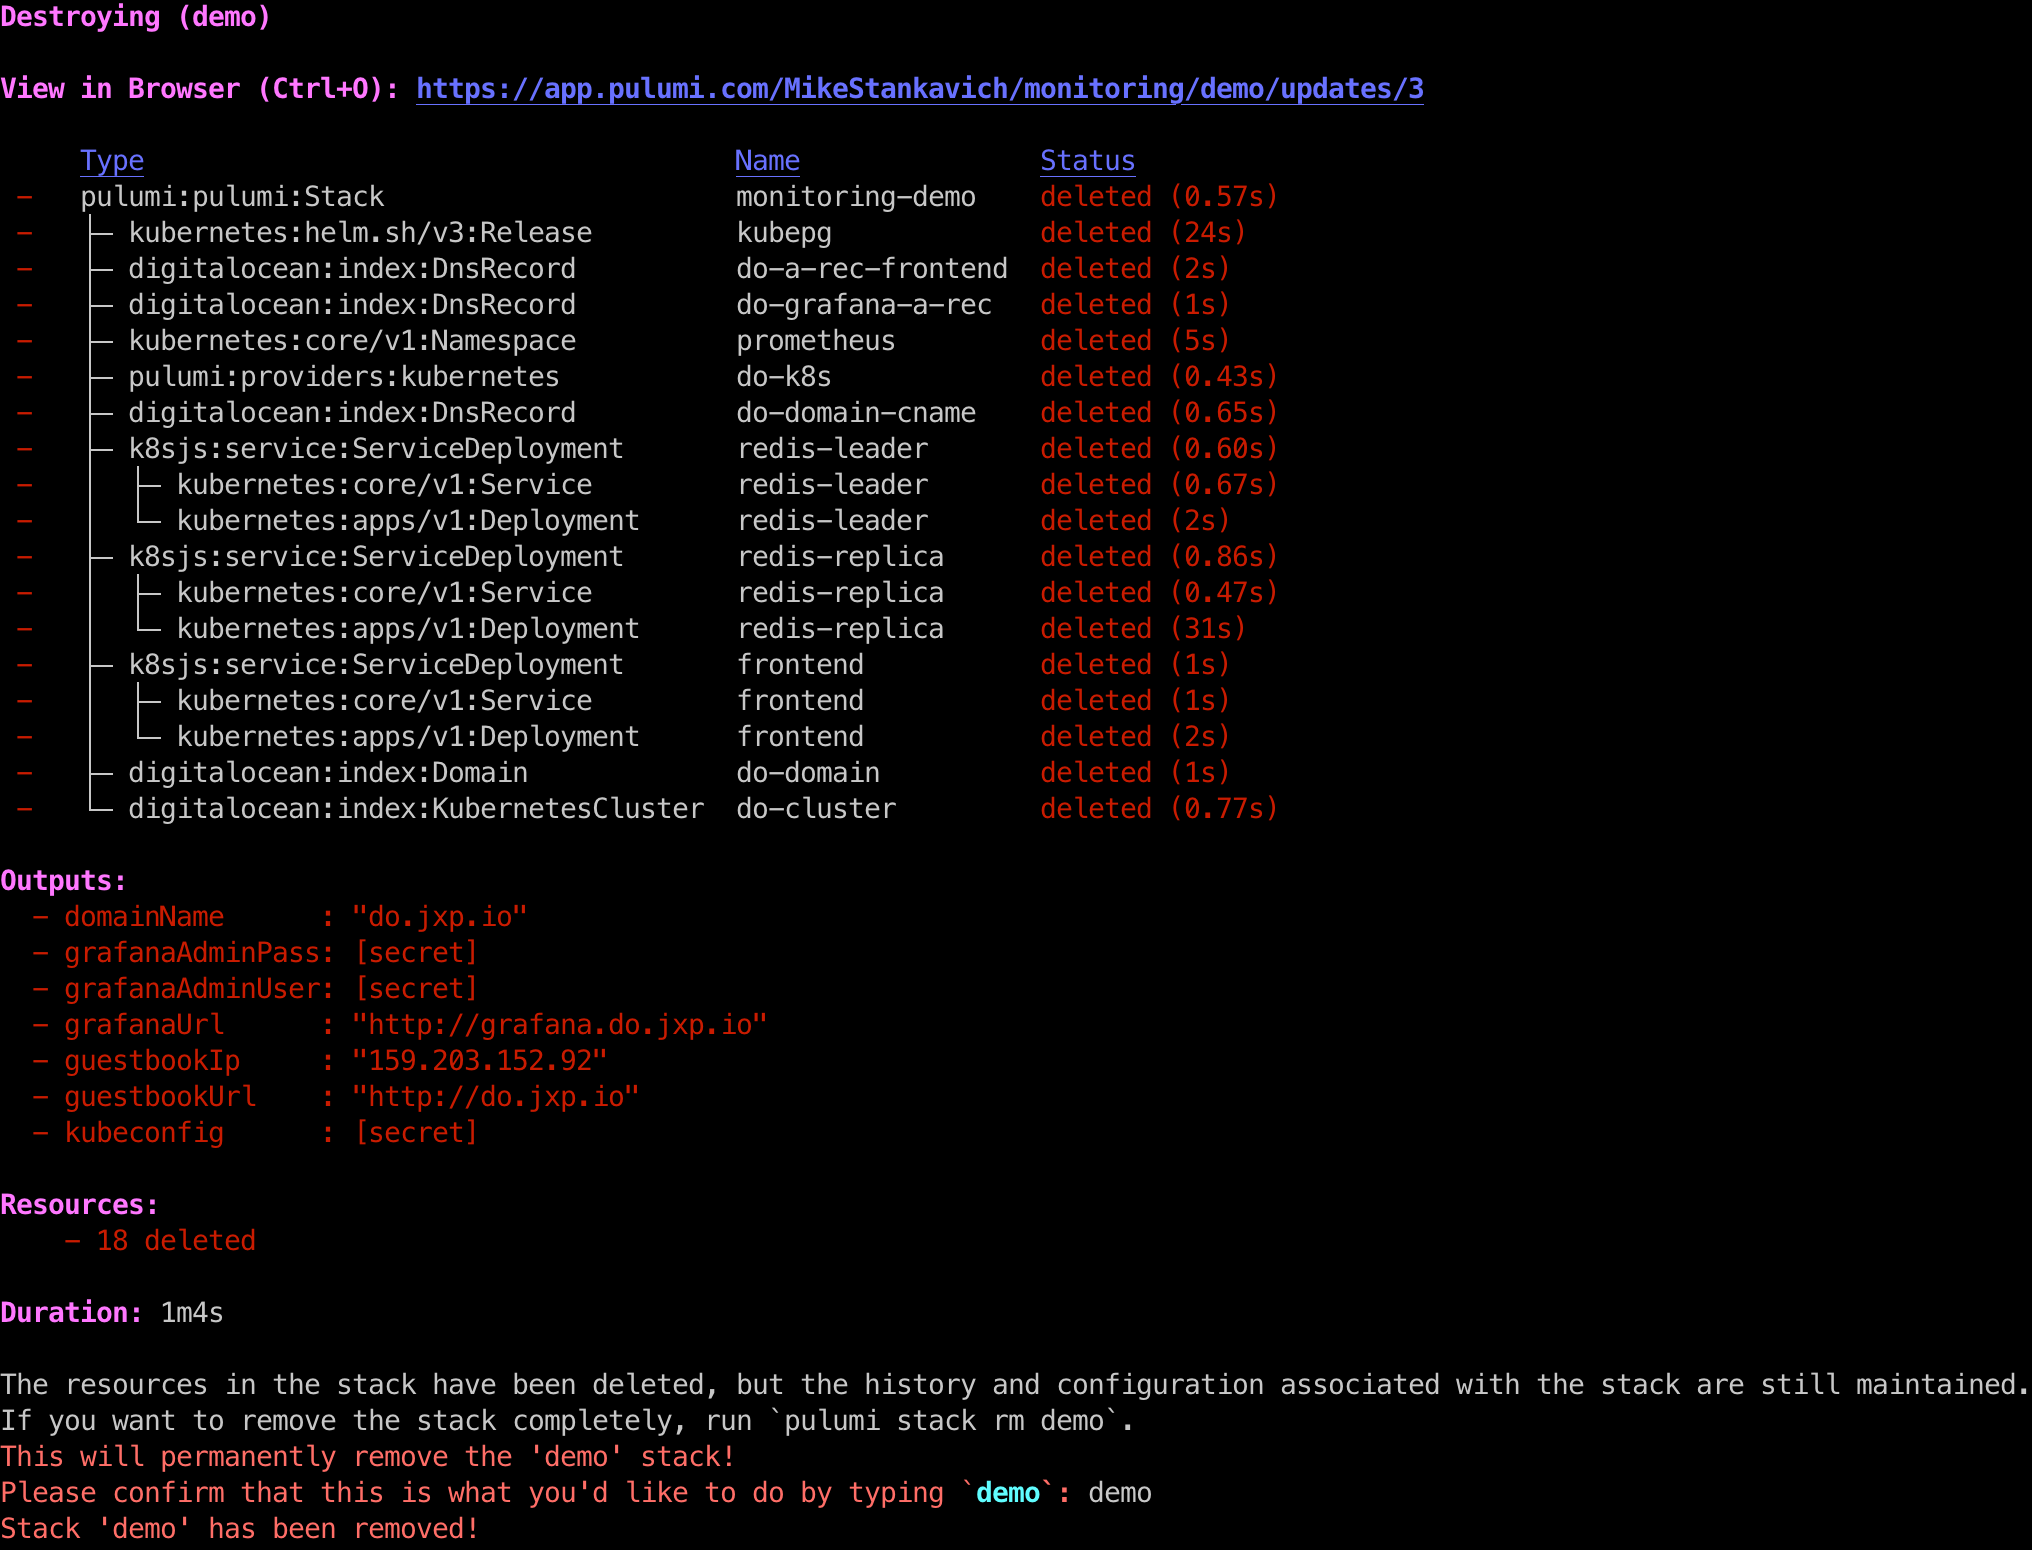 Destroying (demo)
View in Browser (Ctrl+O): https://app.pulumi.com/MikeStankavich/monitoring/demo/updates/3
Type Name Status
- pulumi:pulumi:Stack monitoring-demo deleted (0.57s)
- ├─ kubernetes:helm.sh/v3:Release kubepg deleted (24s)
- ├─ digitalocean:index:DnsRecord do-a-rec-frontend deleted (2s)
- ├─ digitalocean:index:DnsRecord do-grafana-a-rec deleted (1s)
- ├─ kubernetes:core/v1:Namespace prometheus deleted (5s)
- ├─ pulumi:providers:kubernetes do-k8s deleted (0.43s)
- ├─ digitalocean:index:DnsRecord do-domain-cname deleted (0.65s)
- ├─ k8sjs:service:ServiceDeployment redis-leader deleted (0.60s)
- │ ├─ kubernetes:core/v1:Service redis-leader deleted (0.67s)
- │ └─ kubernetes:apps/v1:Deployment redis-leader deleted (2s)
- ├─ k8sjs:service:ServiceDeployment redis-replica deleted (0.86s)
- │ ├─ kubernetes:core/v1:Service redis-replica deleted (0.47s)
- │ └─ kubernetes:apps/v1:Deployment redis-replica deleted (31s)
- ├─ k8sjs:service:ServiceDeployment frontend deleted (1s)
- │ ├─ kubernetes:core/v1:Service frontend deleted (1s)
- │ └─ kubernetes:apps/v1:Deployment frontend deleted (2s)
- ├─ digitalocean:index:Domain do-domain deleted (1s)
- └─ digitalocean:index:KubernetesCluster do-cluster deleted (0.77s)
Outputs:
- domainName : "do.jxp.io"
- grafanaAdminPass: [secret]
- grafanaAdminUser: [secret]
- grafanaUrl : "http://grafana.do.jxp.io"
- guestbookIp : "159.203.152.92"
- guestbookUrl : "http://do.jxp.io"
- kubeconfig : [secret]
Resources:
- 18 deleted
Duration: 1m4s
The resources in the stack have been deleted, but the history and configuration associated with the stack are still maintained.
If you want to remove the stack completely, run `pulumi stack rm demo`.
This will permanently remove the 'demo' stack!
Please confirm that this is what you'd like to do by typing `demo`: demo
Stack 'demo' has been removed!